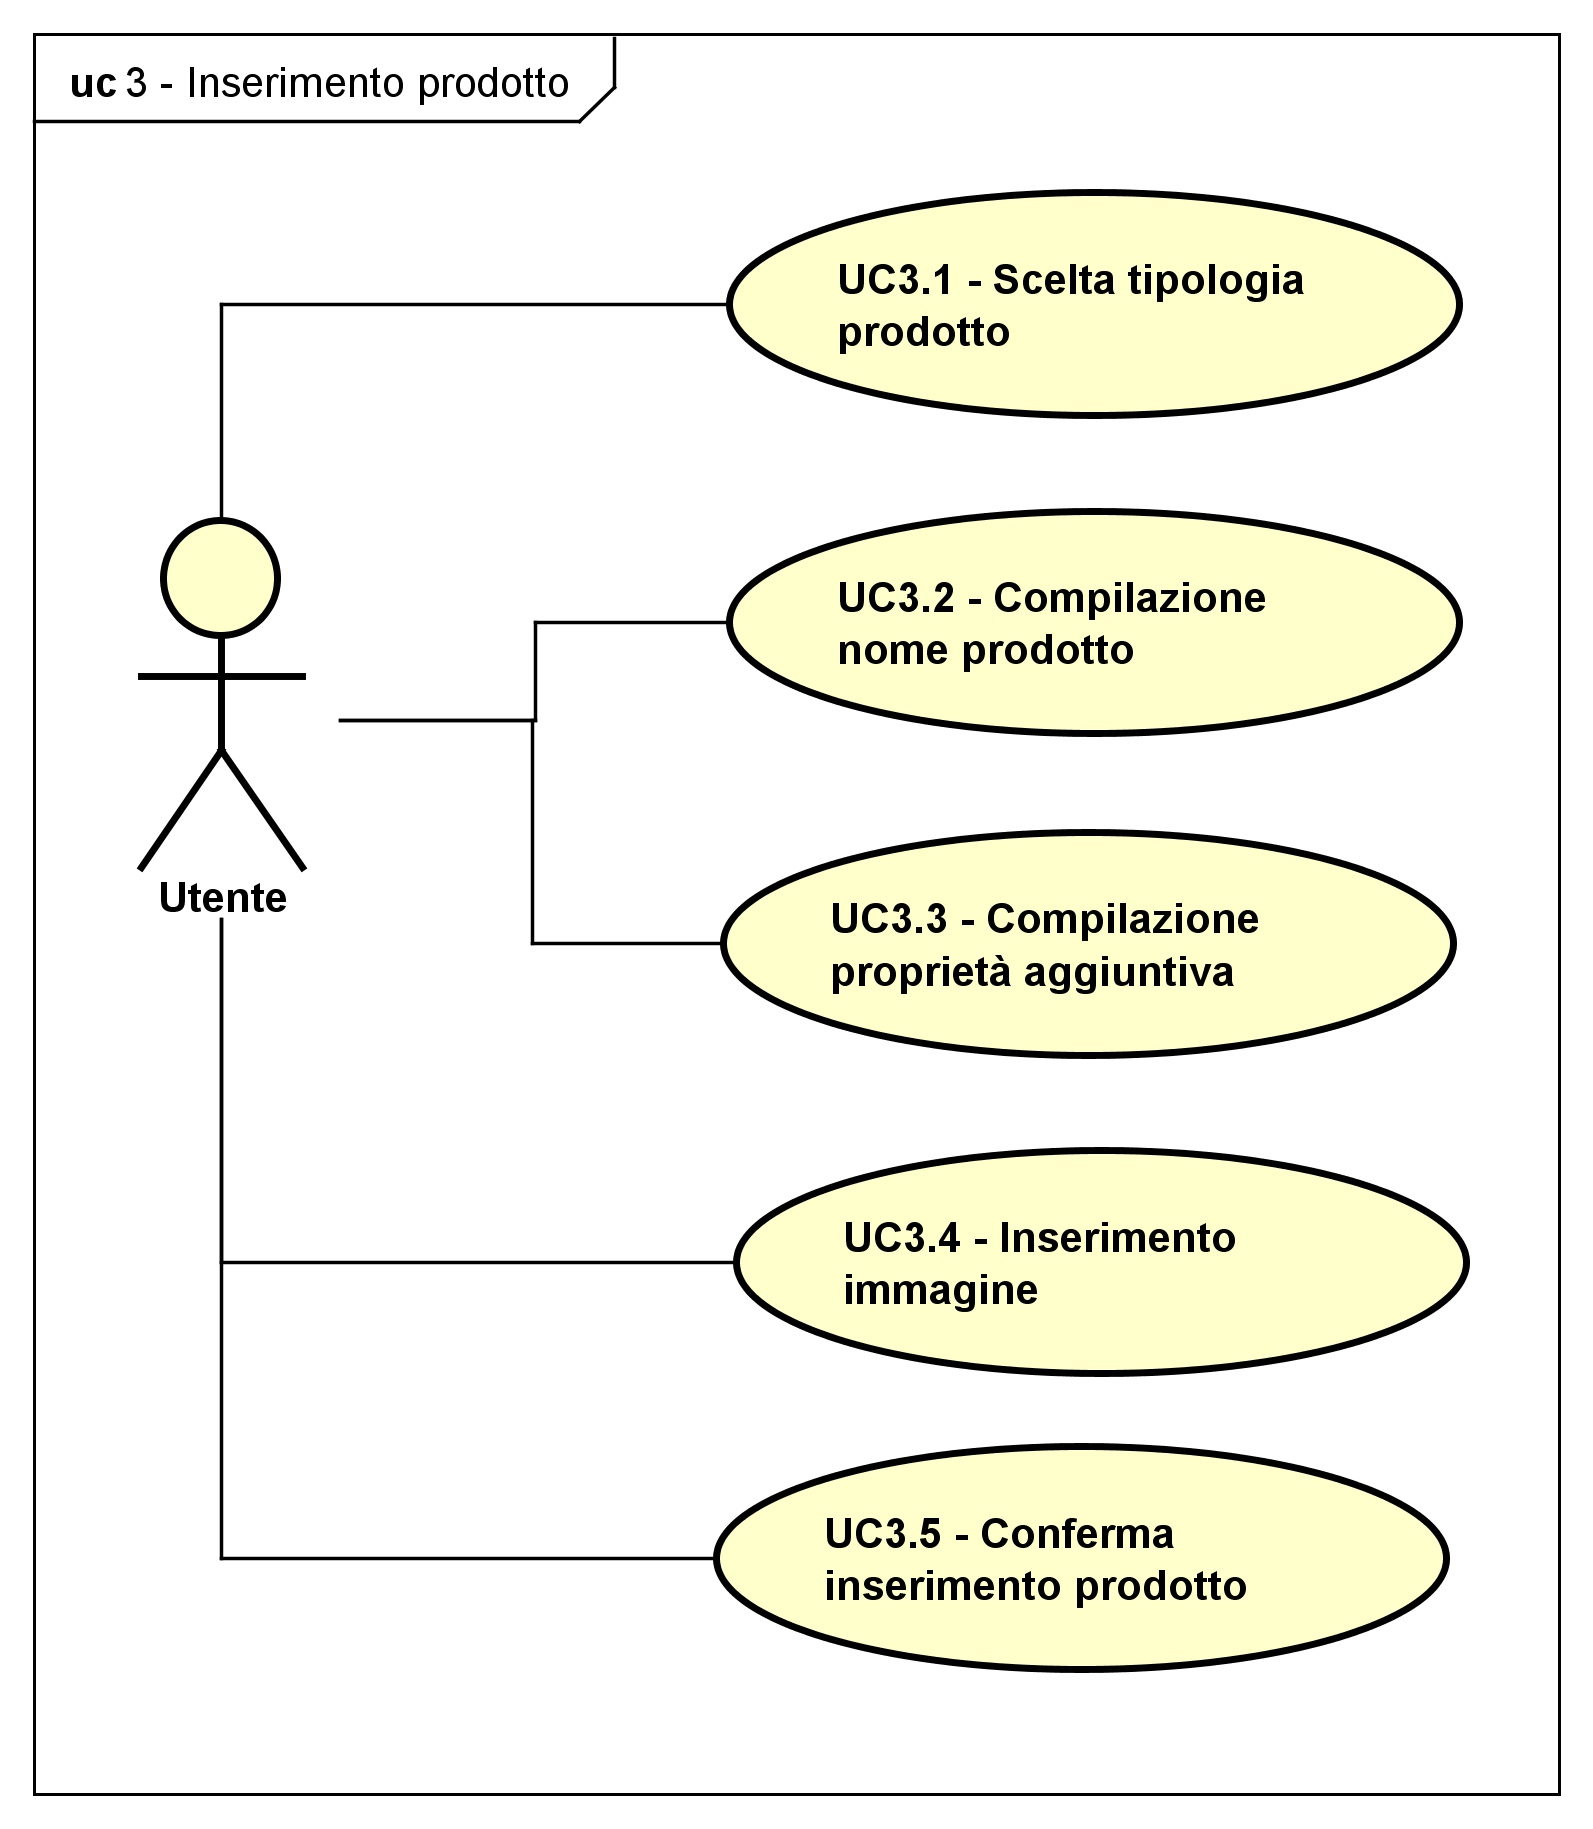 uc 3 - Inserimento prodotto
UC3.1 - Scelta tipologia
prodotto
UC3.2 - Compilazione
nome prodotto
Utente
UC3.3 - Compilazione
proprietà aggiuntiva
UC3.4 - Inserimento
immagine
UC3.5 - Conferma
inserimento prodotto